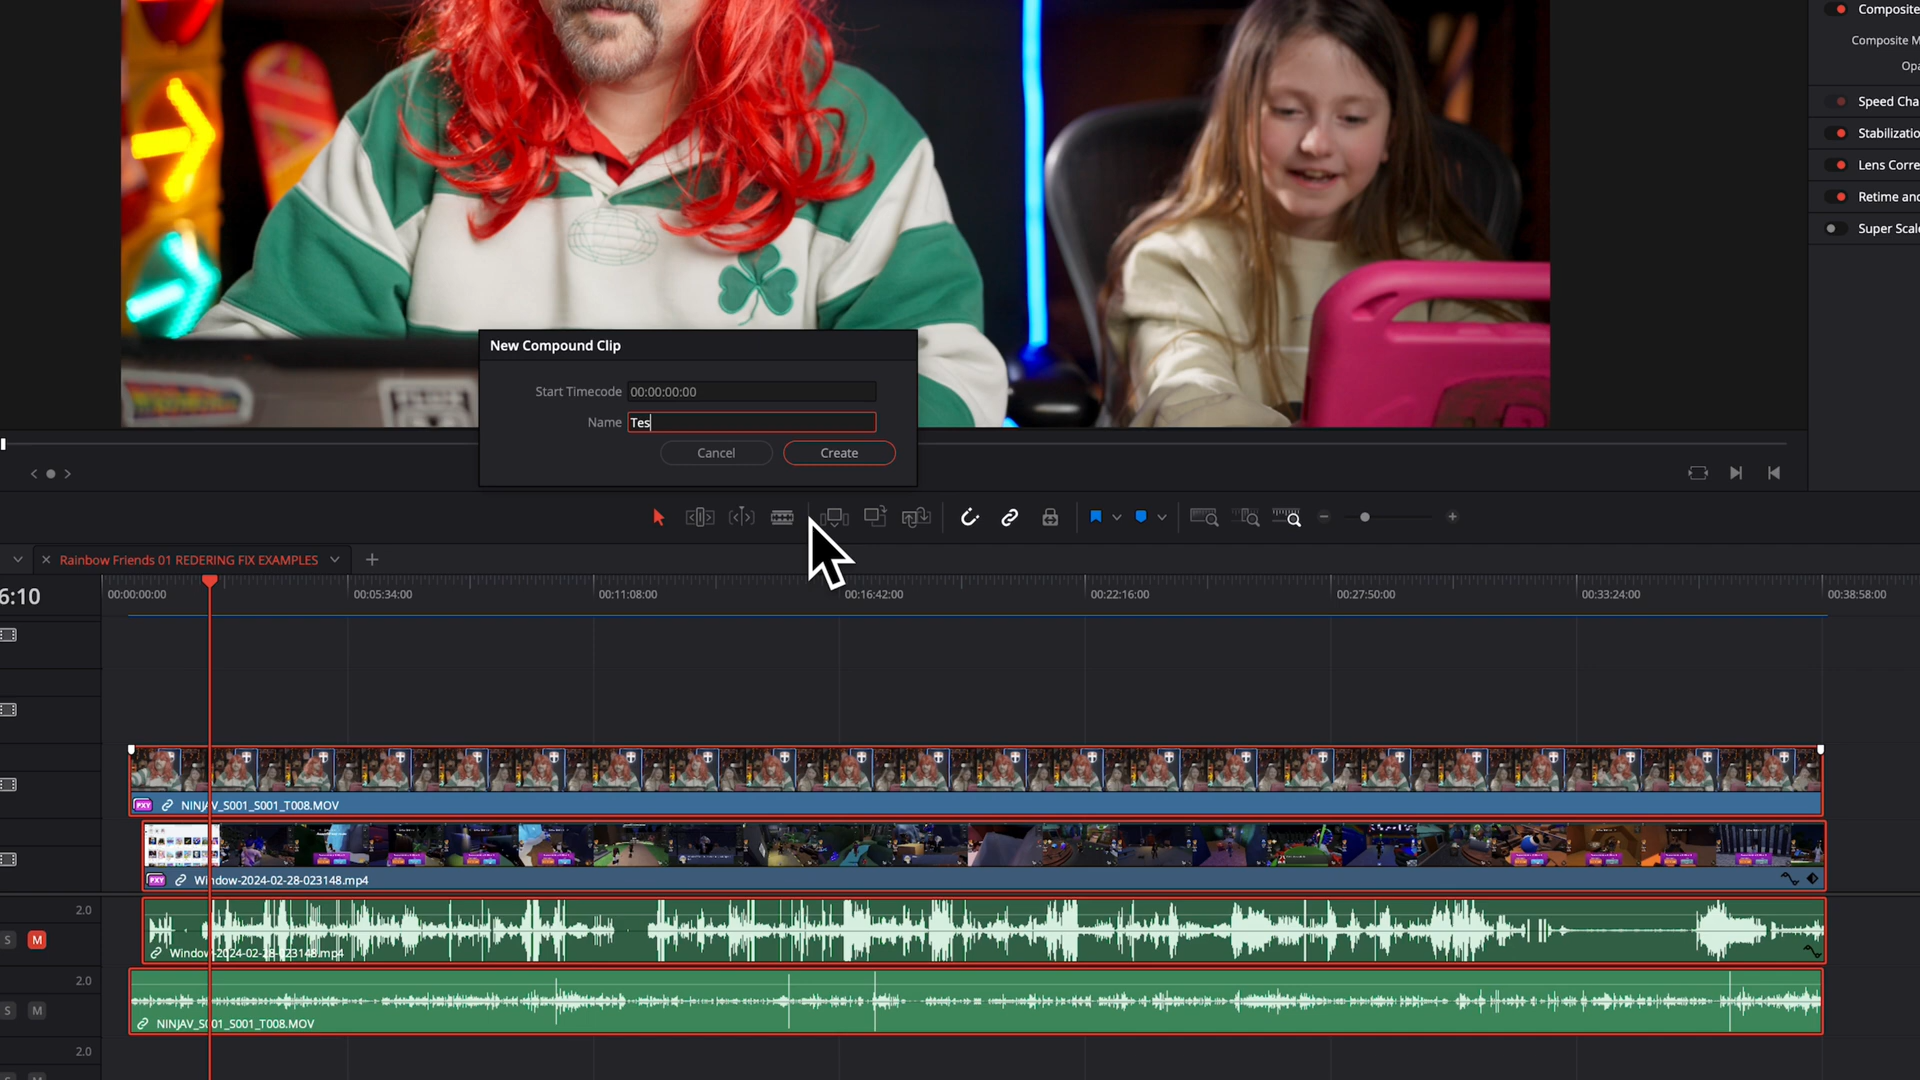 Composite
Composite M
Opa
Speed Cha
Stabilizatio
Lens Corre
Retime and
Super Scale
New Compound Clip
Start Timecode 00:00:00:00
Name Tes
Cancel Create
Rainbow Friends 01 REDERING FIX EXAMPLES
6:10
00:00:00:00 00:05:34:00 00:11:08:00 00:16:42:00 00:22:16:00 00:27:50:00 00:33:24:00 00:38:58:00
PXY NINJAV_S001_S001_T008.MOV
PXY Window-2024-02-28-023148.mp4
2.0
S M
Window-2024-02-28-023148.mp4
2.0
S M
NINJAV_S001_S001_T008.MOV
2.0